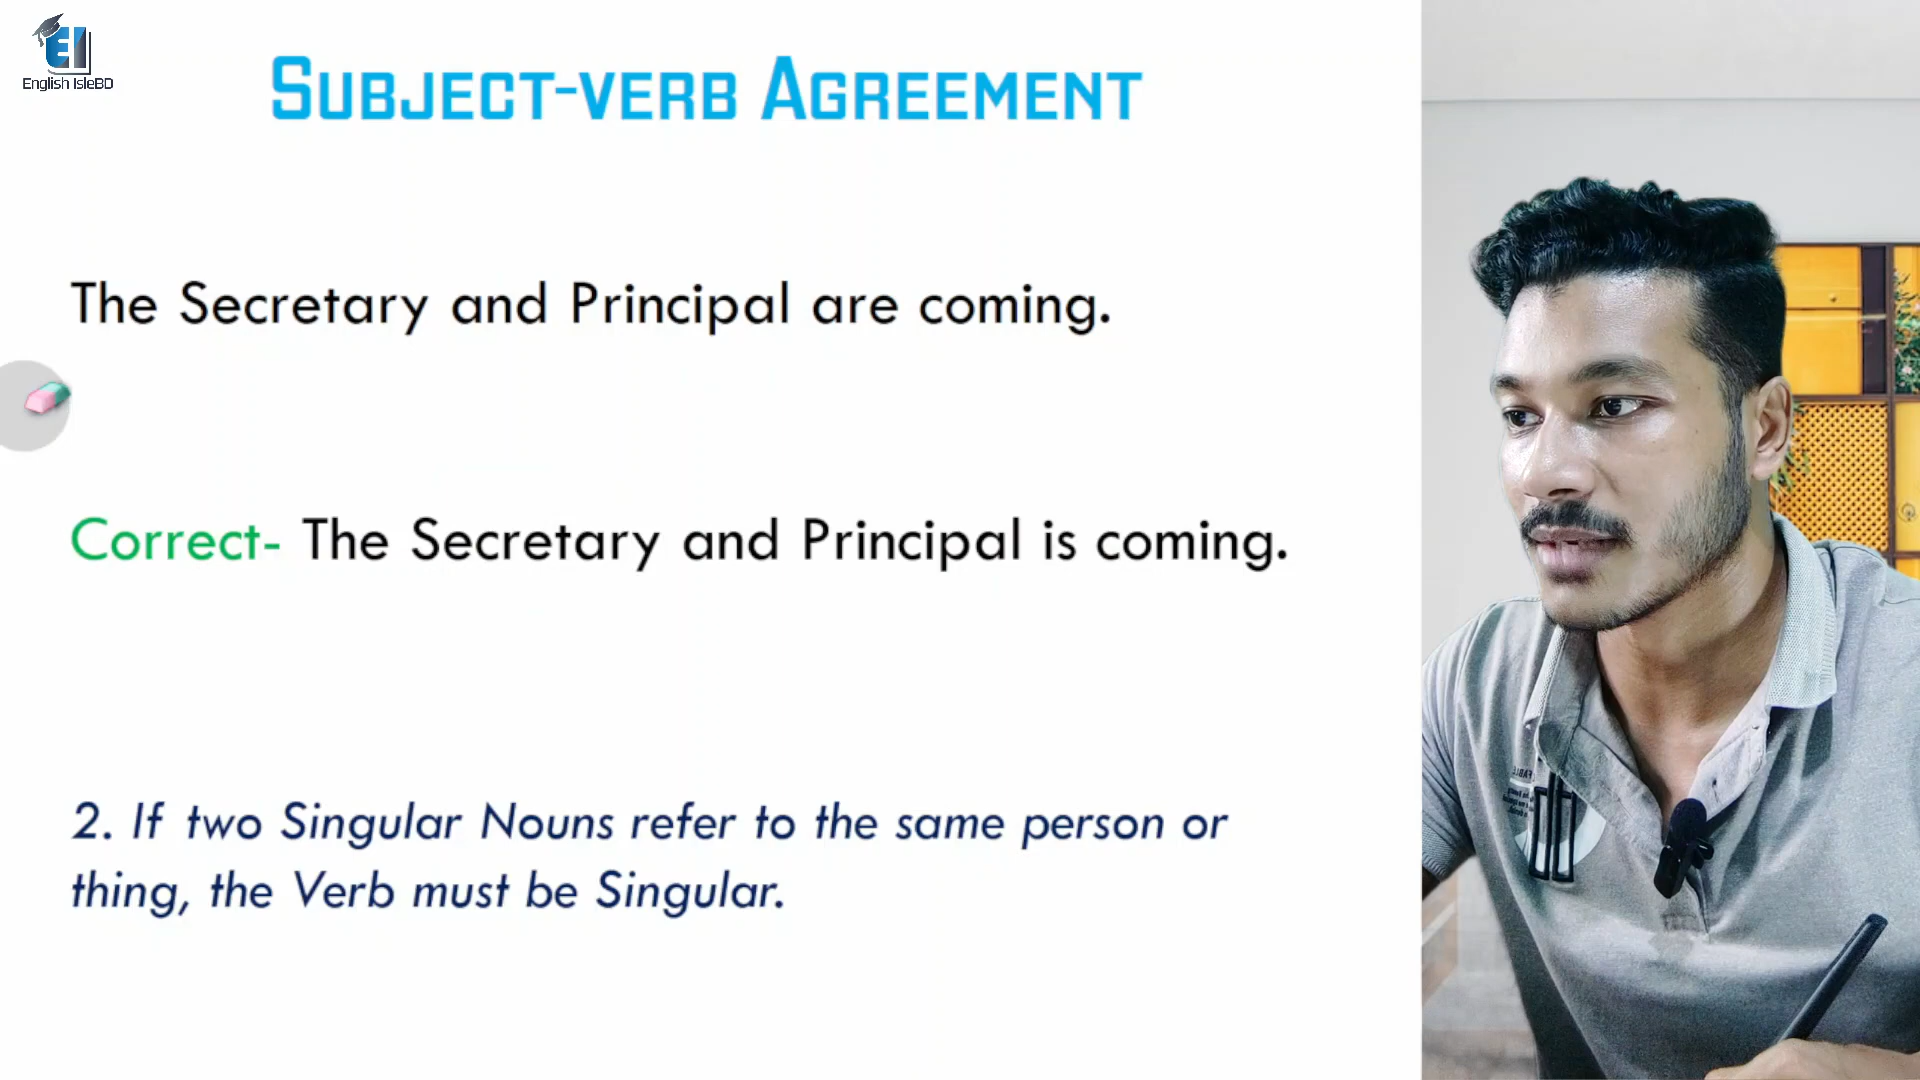 EI
English IsleBD
SUBJECT-VERB AGREEMENT
The Secretary and Principal are coming.
Correct- The Secretary and Principal is coming.
2. If two Singular Nouns refer to the same person or
thing, the Verb must be Singular.